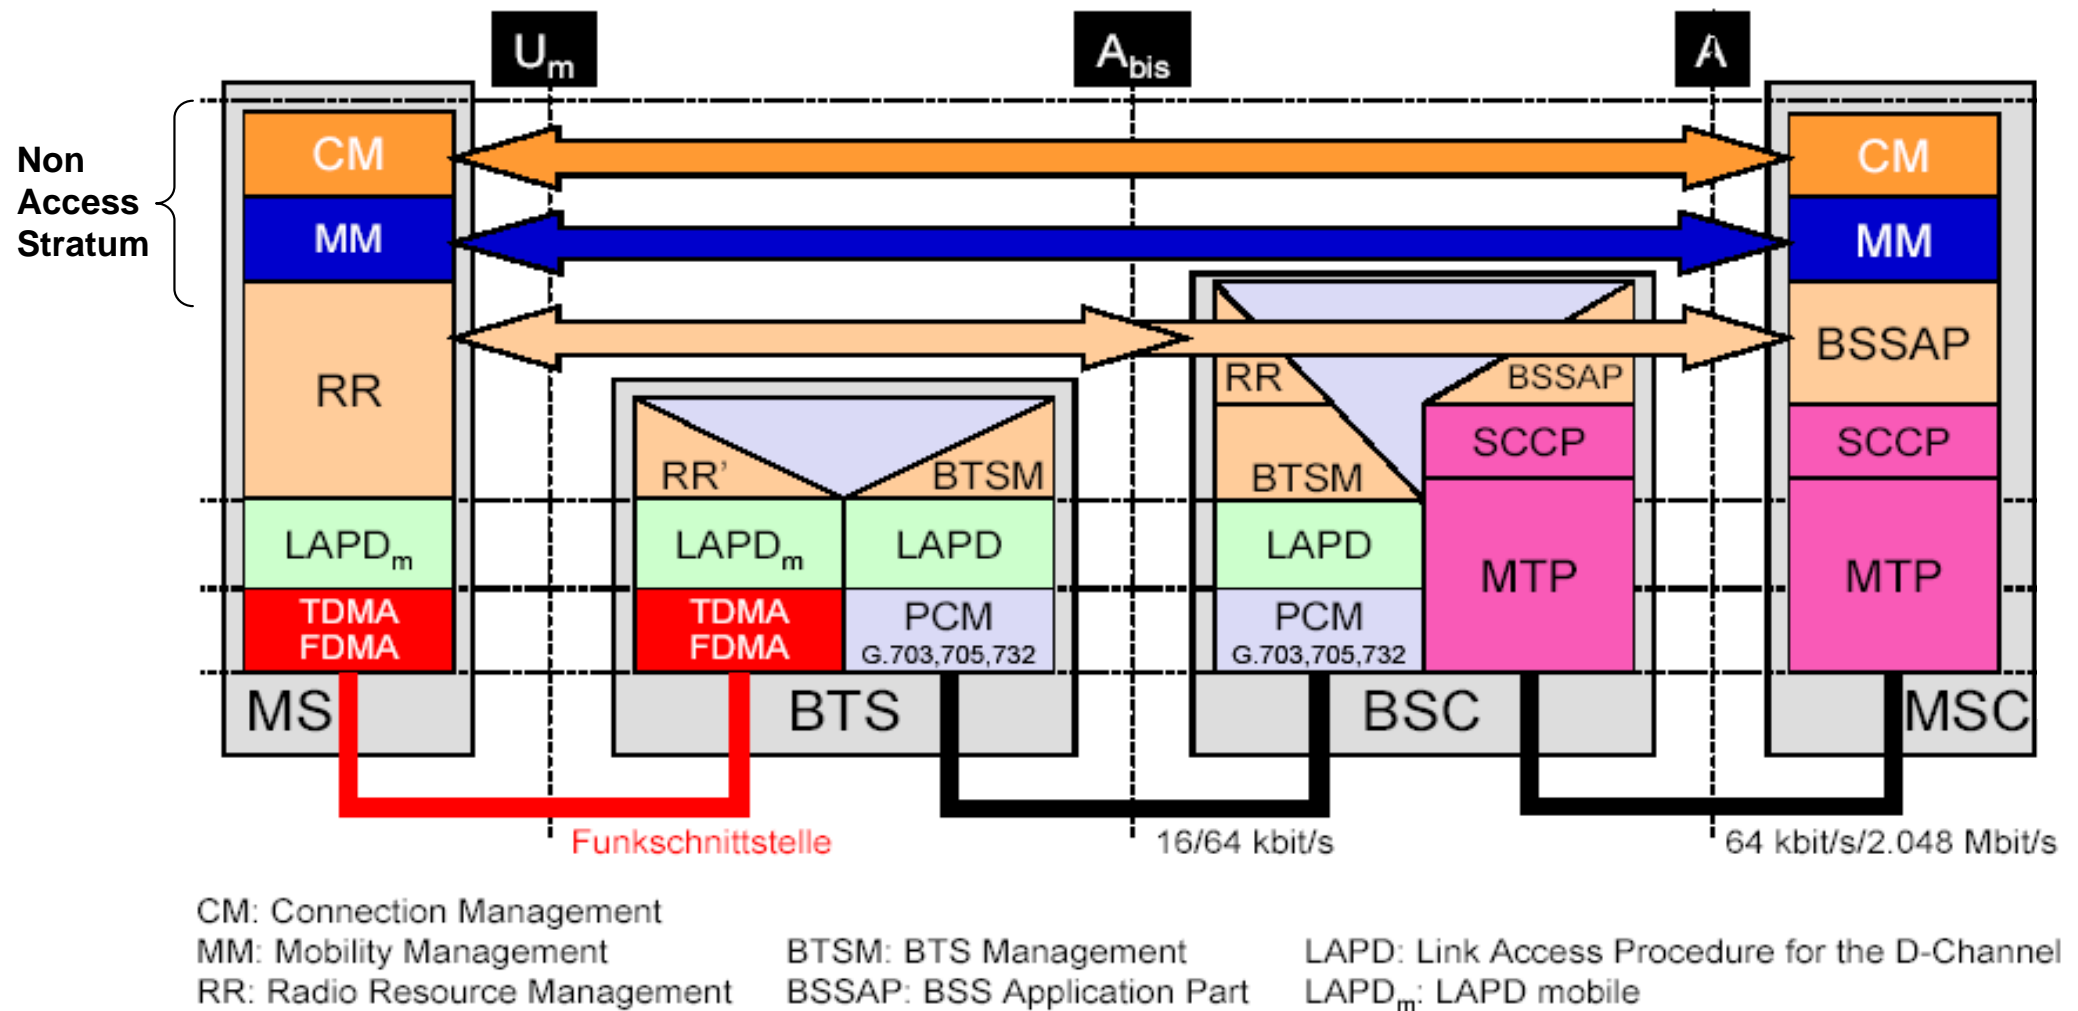 Um
Abis
A
Non
Access
Stratum
CM
CM
MM
MM
RR
RR
BSSAP
BSSAP
RR’
BTSM
BTSM
SCCP
SCCP
LAPDm
LAPDm
LAPD
LAPD
MTP
MTP
TDMA
FDMA
TDMA
FDMA
PCM
G.703,705,732
PCM
G.703,705,732
MS
BTS
BSC
MSC
Funkschnittstelle
16/64 kbit/s
64 kbit/s/2.048 Mbit/s
CM: Connection Management
MM: Mobility Management
BTSM: BTS Management
LAPD: Link Access Procedure for the D-Channel
RR: Radio Resource Management
BSSAP: BSS Application Part
LAPDm: LAPD mobile